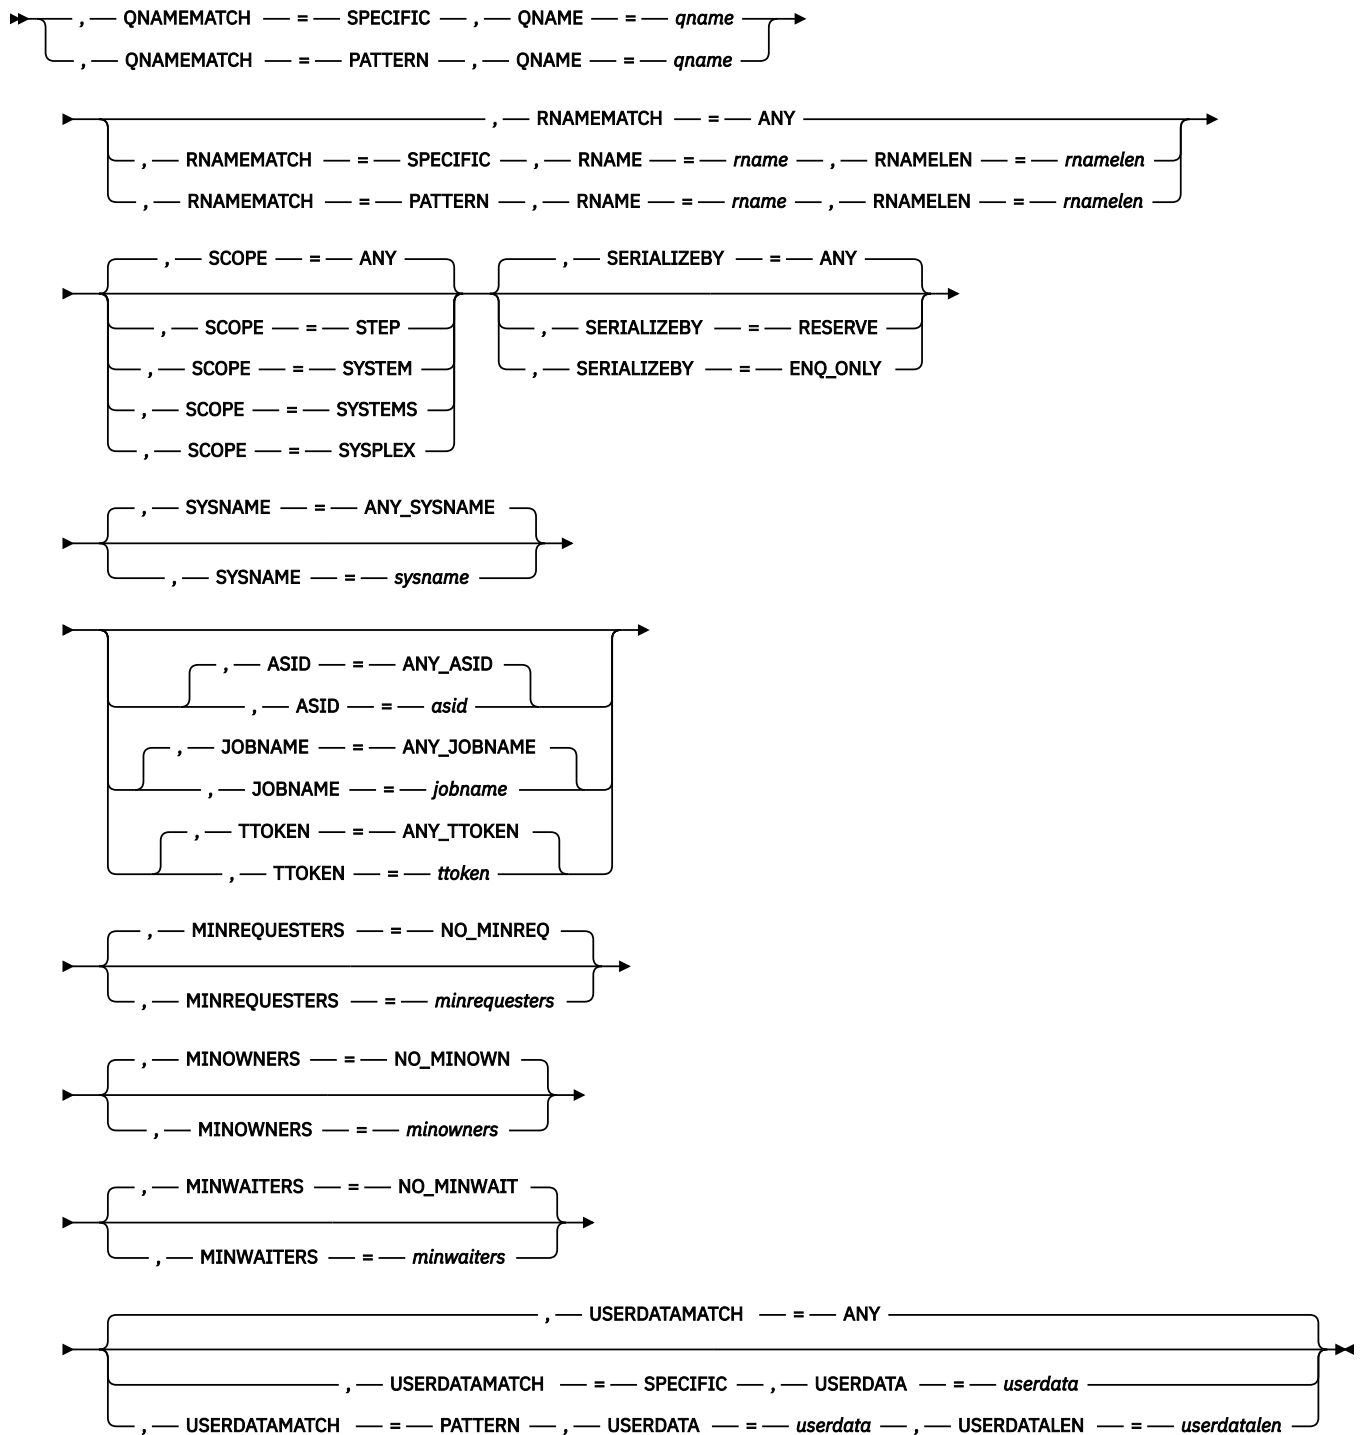 , QNAMEMATCH = SPECIFIC , QNAME = qname
, QNAMEMATCH = PATTERN , QNAME = qname
, RNAMEMATCH = ANY
, RNAMEMATCH = SPECIFIC , RNAME = rname , RNAMELEN = rnamelen
, RNAMEMATCH = PATTERN , RNAME = rname , RNAMELEN = rnamelen
, SCOPE = ANY , SERIALIZEBY = ANY
, SCOPE = STEP , SERIALIZEBY = RESERVE
, SCOPE = SYSTEM , SERIALIZEBY = ENQ_ONLY
, SCOPE = SYSTEMS
, SCOPE = SYSPLEX
, SYSNAME = ANY_SYSNAME
, SYSNAME = sysname
, ASID = ANY_ASID
, ASID = asid
, JOBNAME = ANY_JOBNAME
, JOBNAME = jobname
, TTOKEN = ANY_TTOKEN
, TTOKEN = ttoken
, MINREQUESTERS = NO_MINREQ
, MINREQUESTERS = minrequesters
, MINOWNERS = NO_MINOWN
, MINOWNERS = minowners
, MINWAITERS = NO_MINWAIT
, MINWAITERS = minwaiters
, USERDATAMATCH = ANY
, USERDATAMATCH = SPECIFIC , USERDATA = userdata
, USERDATAMATCH = PATTERN , USERDATA = userdata , USERDATALEN = userdatalen